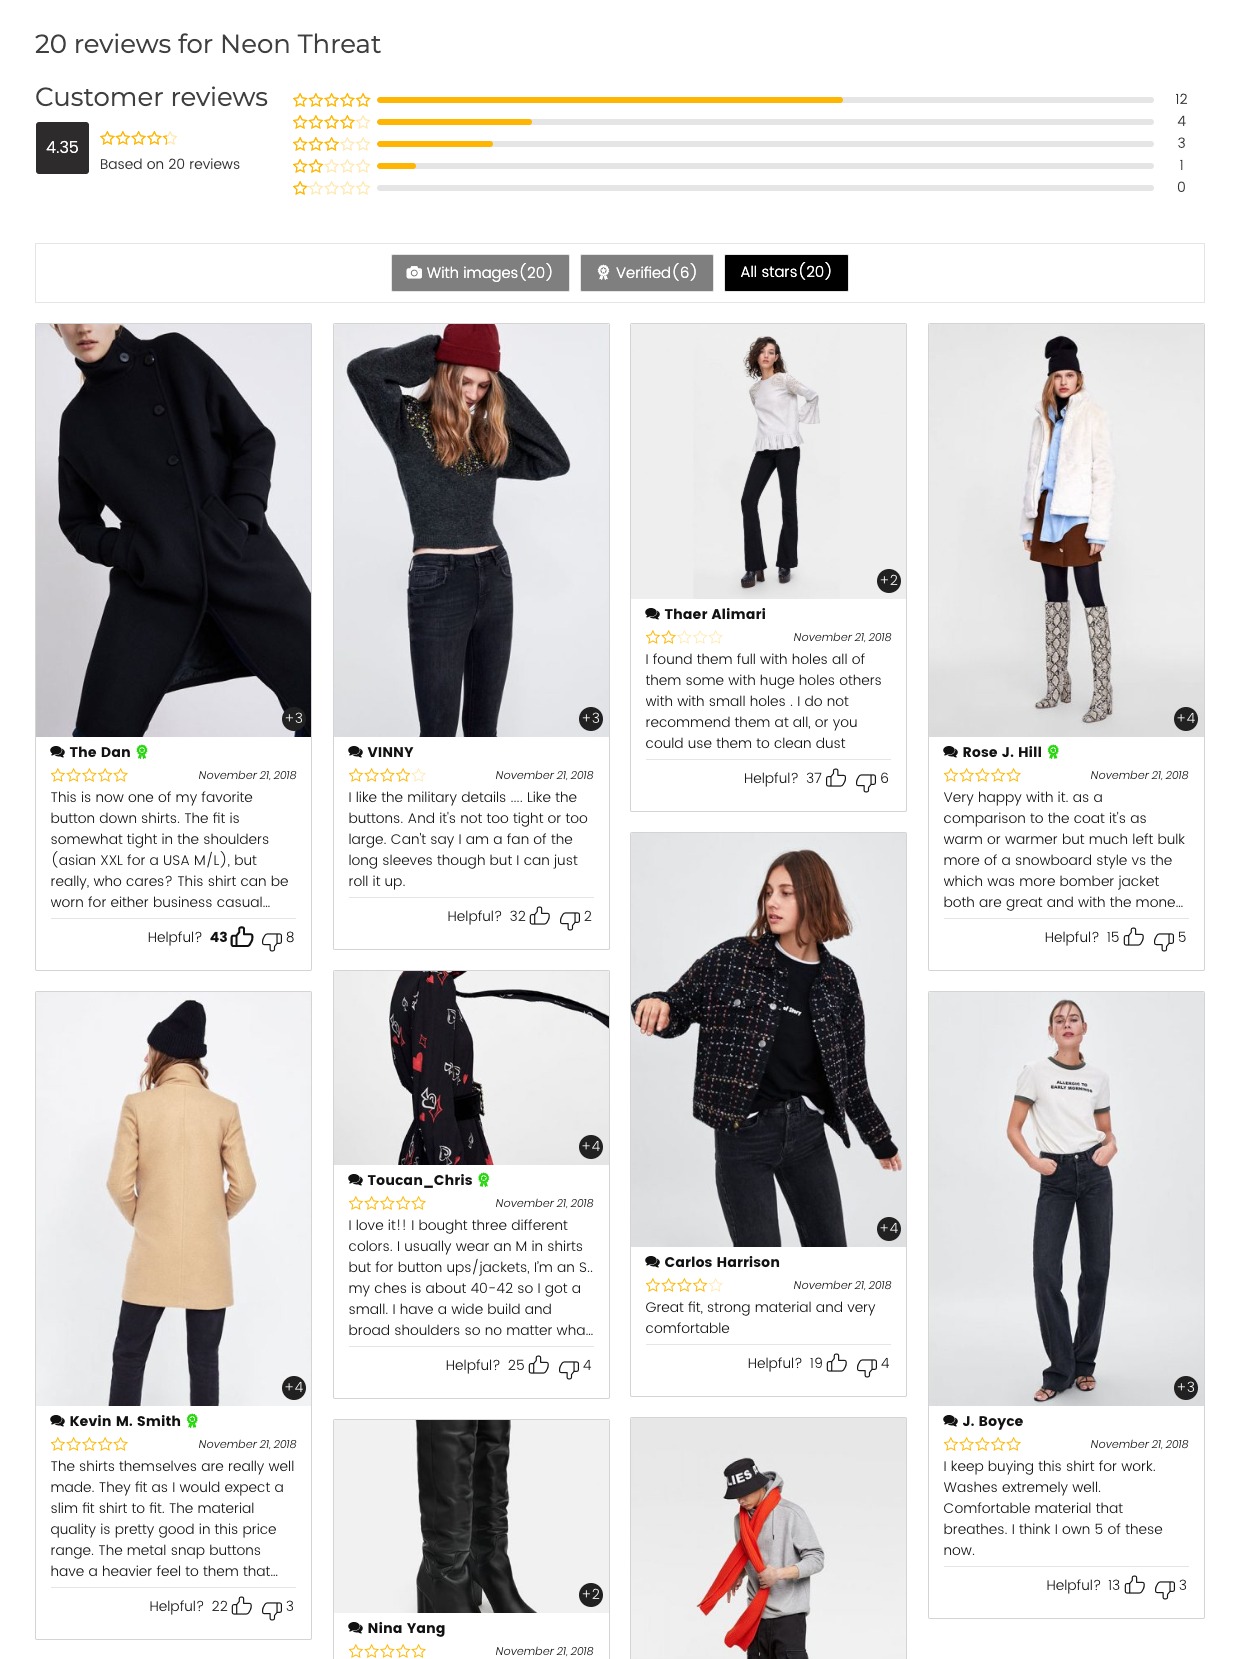 20 reviews for Neon Threat
Customer reviews
4.35
Based on 20 reviews
12
4
3
1
0
With images(20)
Verified(6)
All stars(20)
+3
The Dan
November 21, 2018
This is now one of my favorite
button down shirts. The fit is
somewhat tight in the shoulders
(asian XXL for a USA M/L), but
really, who cares? This shirt can be
worn for either business casual...
Helpful? 43 8
+4
Kevin M. Smith
November 21, 2018
The shirts themselves are really well
made. They fit as I would expect a
slim fit shirt to fit. The material
quality is pretty good in this price
range. The metal snap buttons
have a heavier feel to them that...
Helpful? 22 3
+3
VINNY
November 21, 2018
I like the military details .... Like the
buttons. And it's not too tight or too
large. Can't say I am a fan of the
long sleeves though but I can just
roll it up.
Helpful? 32 2
+4
Toucan_Chris
November 21, 2018
I love it!! I bought three different
colors. I usually wear an M in shirts
but for button ups/jackets, I'm an S..
my ches is about 40-42 so I got a
small. I have a wide build and
broad shoulders so no matter wha...
Helpful? 25 4
+2
Nina Yang
November 21, 2018
+2
Thaer Alimari
November 21, 2018
I found them full with holes all of
them some with huge holes others
with with small holes . I do not
recommend them at all, or you
could use them to clean dust
Helpful? 37 6
+4
Carlos Harrison
November 21, 2018
Great fit, strong material and very
comfortable
Helpful? 19 4
LIES
+4
Rose J. Hill
November 21, 2018
Very happy with it. as a
comparison to the coat it's as
warm or warmer but much left bulk
more of a snowboard style vs the
which was more bomber jacket
both are great and with the mone...
Helpful? 15 5
ALLERGIC TO
EARLY MORNINGS
+3
J. Boyce
November 21, 2018
I keep buying this shirt for work.
Washes extremely well.
Comfortable material that
breathes. I think I own 5 of these
now.
Helpful? 13 3